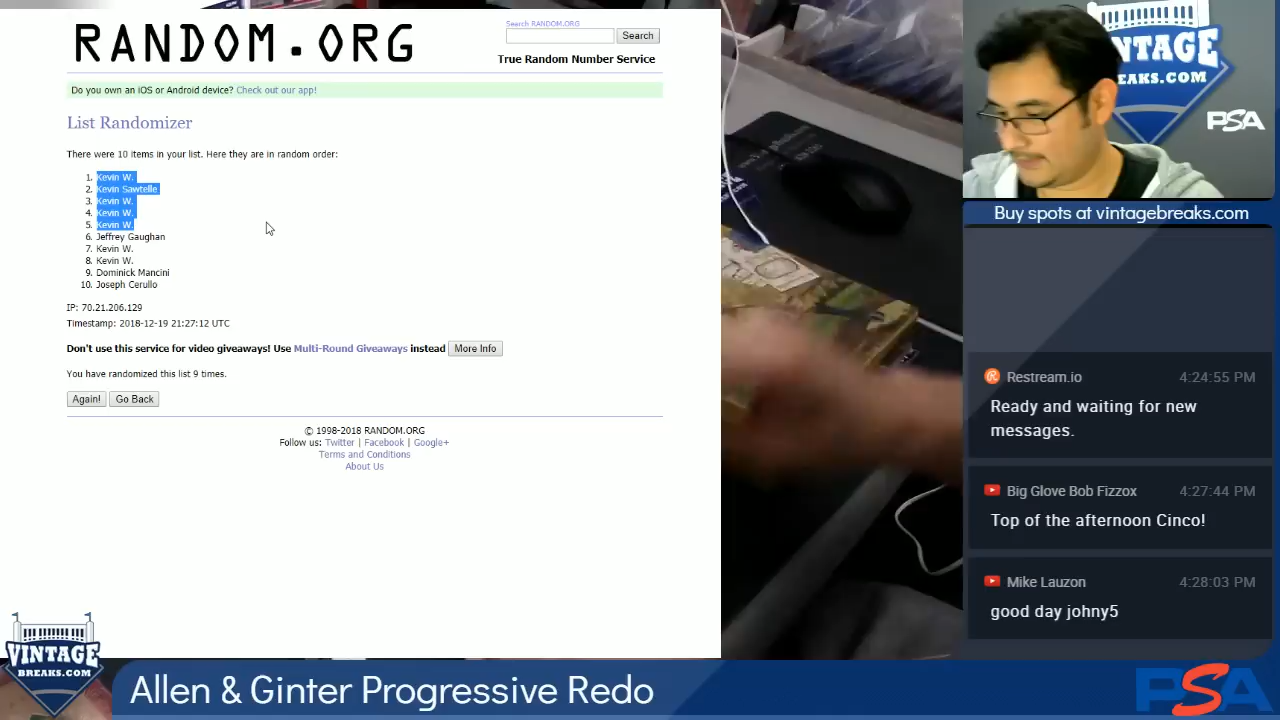 RANDOM.ORG
Search RANDOM.ORG
Search
True Random Number Service
Do you own an iOS or Android device? Check out our app!
List Randomizer
There were 10 items in your list. Here they are in random order:
1. Kevin W.
2. Kevin Sawtelle
3. Kevin W.
4. Kevin W.
5. Kevin W.
6. Jeffrey Gaughan
7. Kevin W.
8. Kevin W.
9. Dominick Mancini
10. Joseph Cerullo
IP: 70.21.206.129
Timestamp: 2018-12-19 21:27:12 UTC
Don't use this service for video giveaways! Use Multi-Round Giveaways instead More Info
You have randomized this list 9 times.
Again! Go Back
© 1998-2018 RANDOM.ORG
Follow us: Twitter | Facebook | Google+
Terms and Conditions
About Us
VINTAGE
BREAKS.COM
PSA
Buy spots at vintagebreaks.com
Restream.io 4:24:55 PM
Ready and waiting for new
messages.
Big Glove Bob Fizzox 4:27:44 PM
Top of the afternoon Cinco!
Mike Lauzon 4:28:03 PM
good day johny5
VINTAGE
BREAKS.COM
Allen & Ginter Progressive Redo
PSA